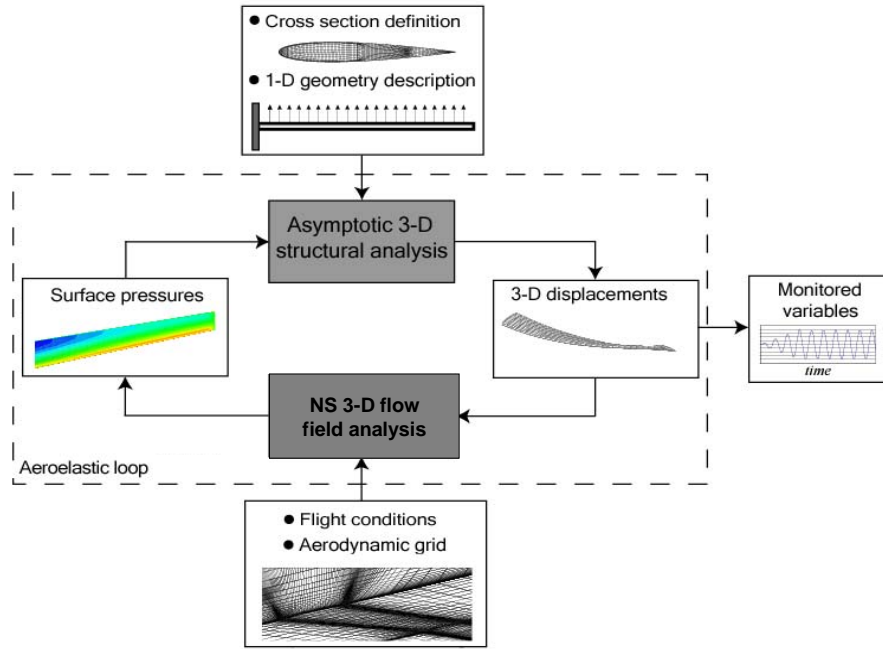 ● Cross section definition
● 1-D geometry description
Asymptotic 3-D
structural analysis
Surface pressures
3-D displacements
Monitored
variables
time
NS 3-D flow
field analysis
Aeroelastic loop
● Flight conditions
● Aerodynamic grid